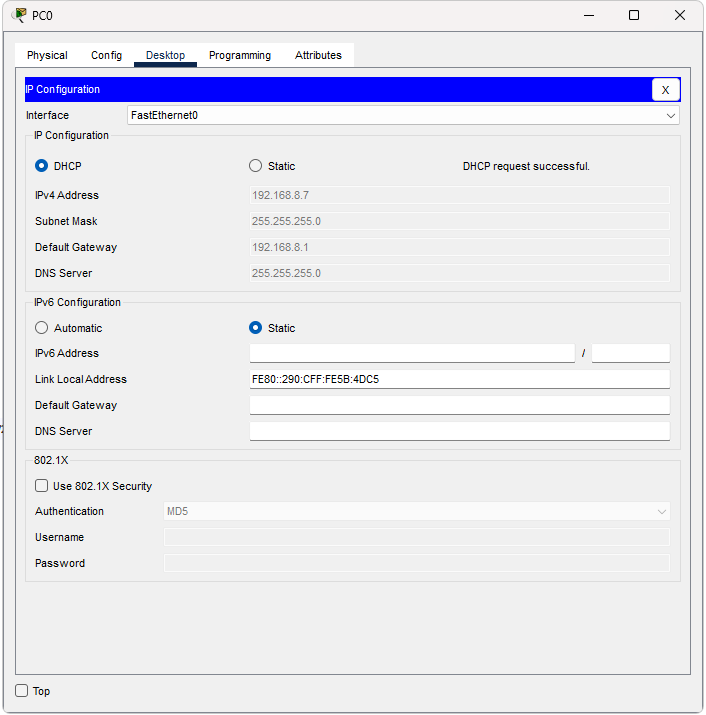 PC0
Physical Config Desktop Programming Attributes
IP Configuration X
Interface FastEthernet0
IP Configuration
DHCP Static DHCP request successful.
IPv4 Address 192.168.8.7
Subnet Mask 255.255.255.0
Default Gateway 192.168.8.1
DNS Server 255.255.255.0
IPv6 Configuration
Automatic Static
IPv6 Address /
Link Local Address FE80::290:CFF:FE5B:4DC5
Default Gateway
DNS Server
802.1X
Use 802.1X Security
Authentication MD5
Username
Password
Top